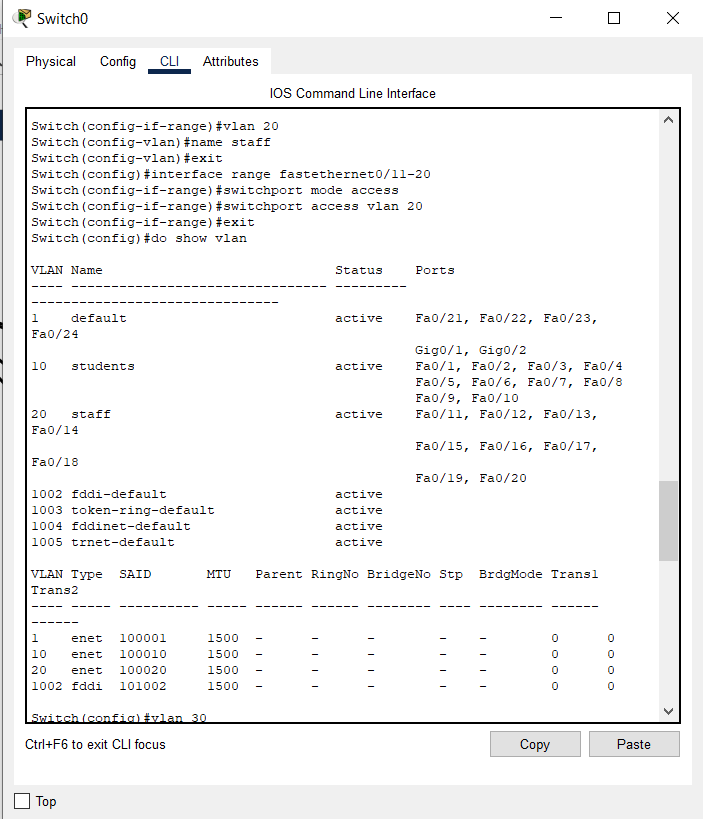 Switch0
Physical Config CLI Attributes
IOS Command Line Interface
Switch(config-if-range)#vlan 20
Switch(config-vlan)#name staff
Switch(config-vlan)#exit
Switch(config)#interface range fastethernet0/11-20
Switch(config-if-range)#switchport mode access
Switch(config-if-range)#switchport access vlan 20
Switch(config-if-range)#exit
Switch(config)#do show vlan
VLAN Name                             Status    Ports
---- -------------------------------- ---------
-------------------------------
1    default                          active    Fa0/21, Fa0/22, Fa0/23,
Fa0/24
                                                Gig0/1, Gig0/2
10   students                         active    Fa0/1, Fa0/2, Fa0/3, Fa0/4
                                                Fa0/5, Fa0/6, Fa0/7, Fa0/8
                                                Fa0/9, Fa0/10
20   staff                            active    Fa0/11, Fa0/12, Fa0/13,
Fa0/14
                                                Fa0/15, Fa0/16, Fa0/17,
Fa0/18
                                                Fa0/19, Fa0/20
1002 fddi-default                     active
1003 token-ring-default               active
1004 fddinet-default                  active
1005 trnet-default                    active
VLAN Type  SAID       MTU   Parent RingNo BridgeNo Stp  BrdgMode Trans1
Trans2
---- ----- ---------- ----- ------ ------ -------- ---- -------- ------
------
1    enet  100001     1500  -      -      -        -    -        0      0
10   enet  100010     1500  -      -      -        -    -        0      0
20   enet  100020     1500  -      -      -        -    -        0      0
1002 fddi  101002     1500  -      -      -        -    -        0      0
Switch(config)#vlan 30
Ctrl+F6 to exit CLI focus
Copy
Paste
Top